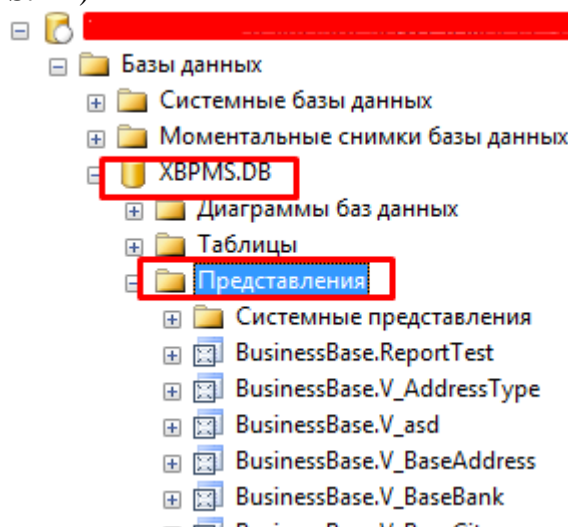 Базы данных
Системные базы данных
Моментальные снимки базы данных
XBPMS.DB
Диаграммы баз данных
Таблицы
Представления
Системные представления
BusinessBase.ReportTest
BusinessBase.V_AddressType
BusinessBase.V_asd
BusinessBase.V_BaseAddress
BusinessBase.V_BaseBank